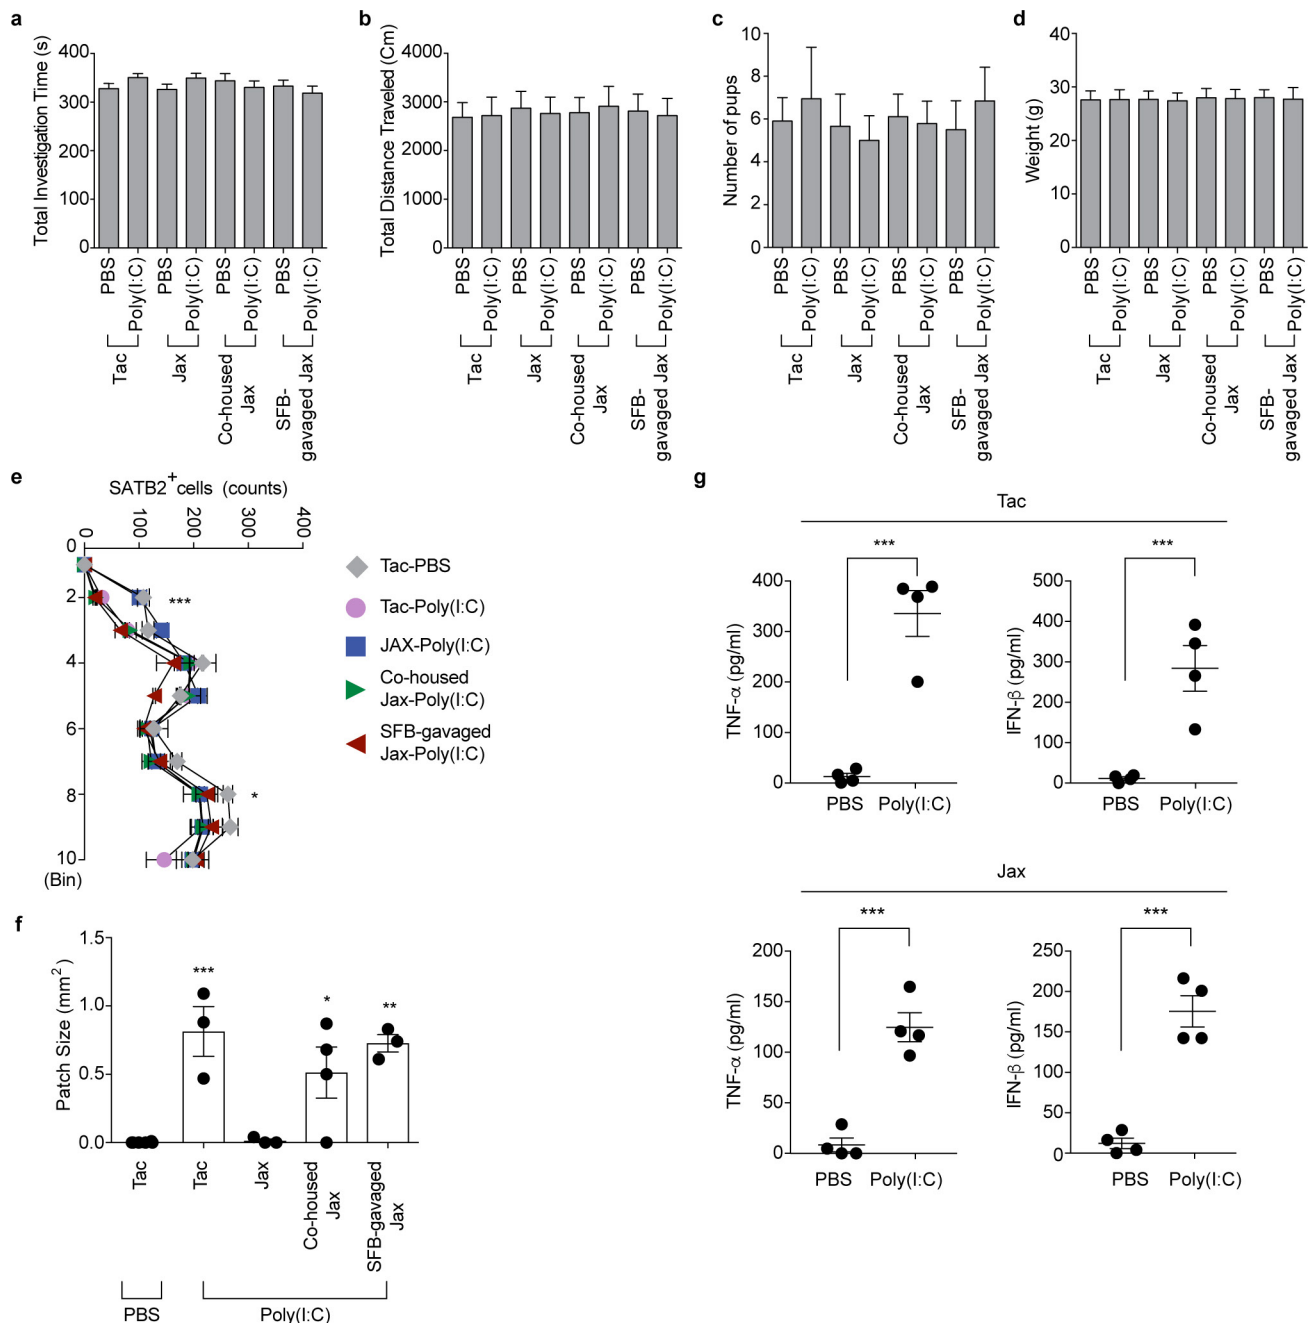 a
Total Investigation Time (s)
400
300
200
100
0
PBS
Poly(I:C)
PBS
Poly(I:C)
PBS
Poly(I:C)
PBS
Poly(I:C)
Tac
Jax
Co-housed
Jax
SFB-
gavaged Jax
b
Total Distance Traveled (Cm)
4000
3000
2000
1000
0
PBS
Poly(I:C)
PBS
Poly(I:C)
PBS
Poly(I:C)
PBS
Poly(I:C)
Tac
Jax
Co-housed
Jax
SFB-
gavaged Jax
c
Number of pups
10
8
6
4
2
0
PBS
Poly(I:C)
PBS
Poly(I:C)
PBS
Poly(I:C)
PBS
Poly(I:C)
Tac
Jax
Co-housed
Jax
SFB-
gavaged Jax
d
Weight (g)
40
30
20
10
0
PBS
Poly(I:C)
PBS
Poly(I:C)
PBS
Poly(I:C)
PBS
Poly(I:C)
Tac
Jax
Co-housed
Jax
SFB-
gavaged Jax
e
SATB2+cells (counts)
0
100
200
300
400
0
2
4
6
8
10
(Bin)
***
*
Tac-PBS
Tac-Poly(I:C)
JAX-Poly(I:C)
Co-housed
Jax-Poly(I:C)
SFB-gavaged
Jax-Poly(I:C)
f
Patch Size (mm2)
1.5
1.0
0.5
0.0
***
*
**
Tac
Tac
Jax
Co-housed
Jax
SFB-gavaged
Jax
PBS
Poly(I:C)
g
Tac
***
TNF-α (pg/ml)
400
300
200
100
0
PBS
Poly(I:C)
***
IFN-β (pg/ml)
500
400
300
200
100
0
PBS
Poly(I:C)
Jax
***
TNF-α (pg/ml)
200
150
100
50
0
PBS
Poly(I:C)
***
IFN-β (pg/ml)
250
200
150
100
50
0
PBS
Poly(I:C)